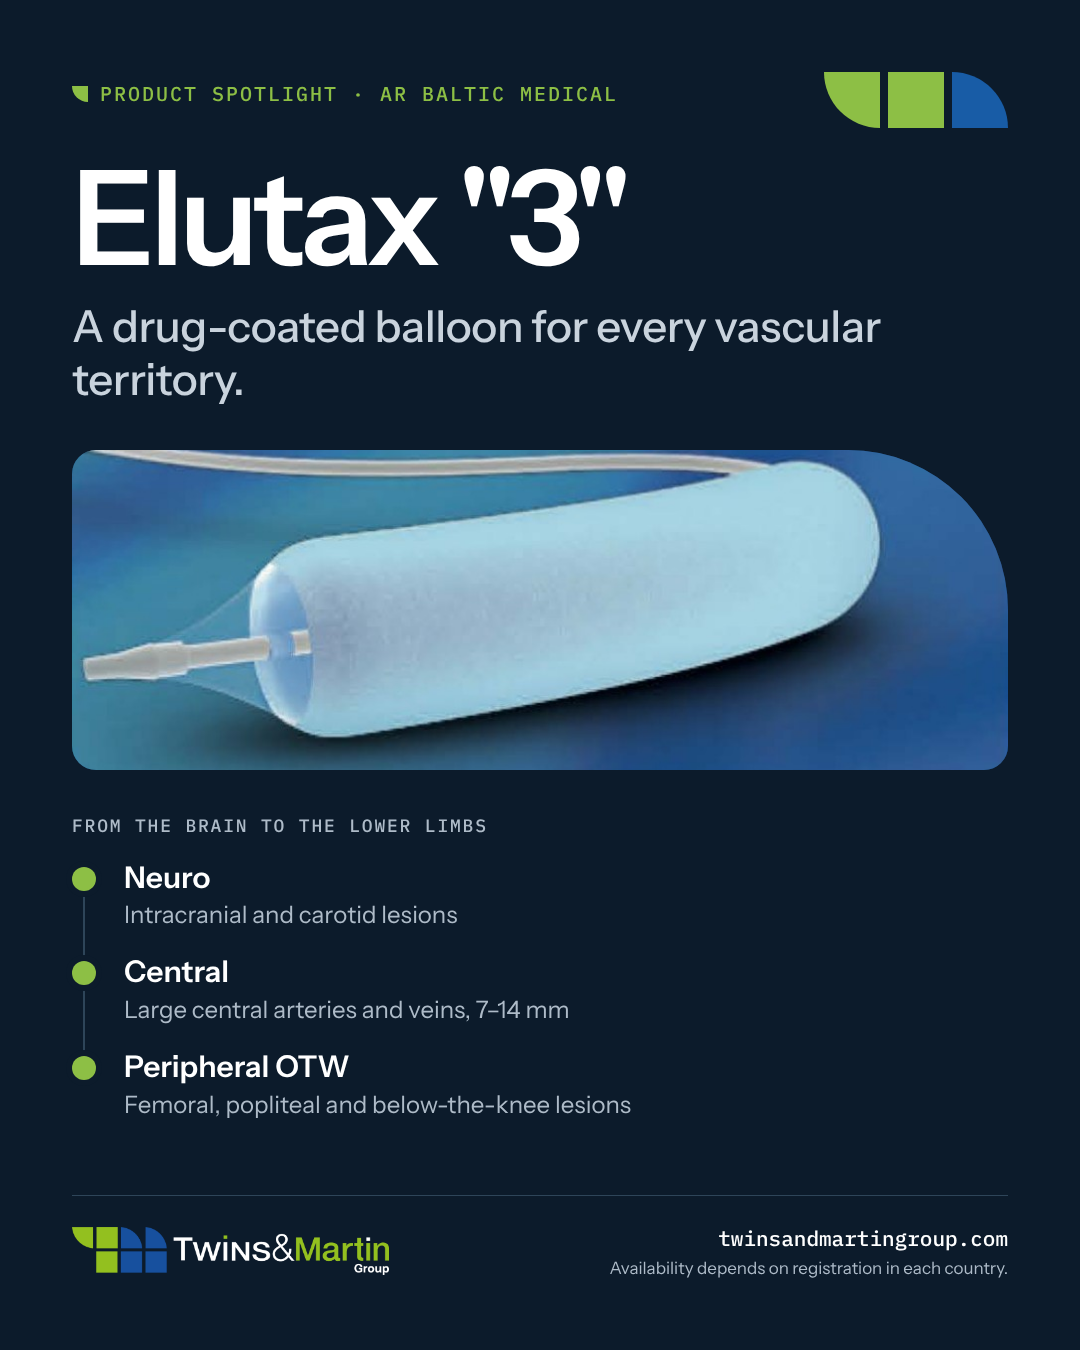 PRODUCT SPOTLIGHT · AR BALTIC MEDICAL
Elutax "3"
A drug-coated balloon for every vascular
territory.
FROM THE BRAIN TO THE LOWER LIMBS
Neuro
Intracranial and carotid lesions
Central
Large central arteries and veins, 7–14 mm
Peripheral OTW
Femoral, popliteal and below-the-knee lesions
Twins&Martin
Group
twinsandmartingroup.com
Availability depends on registration in each country.